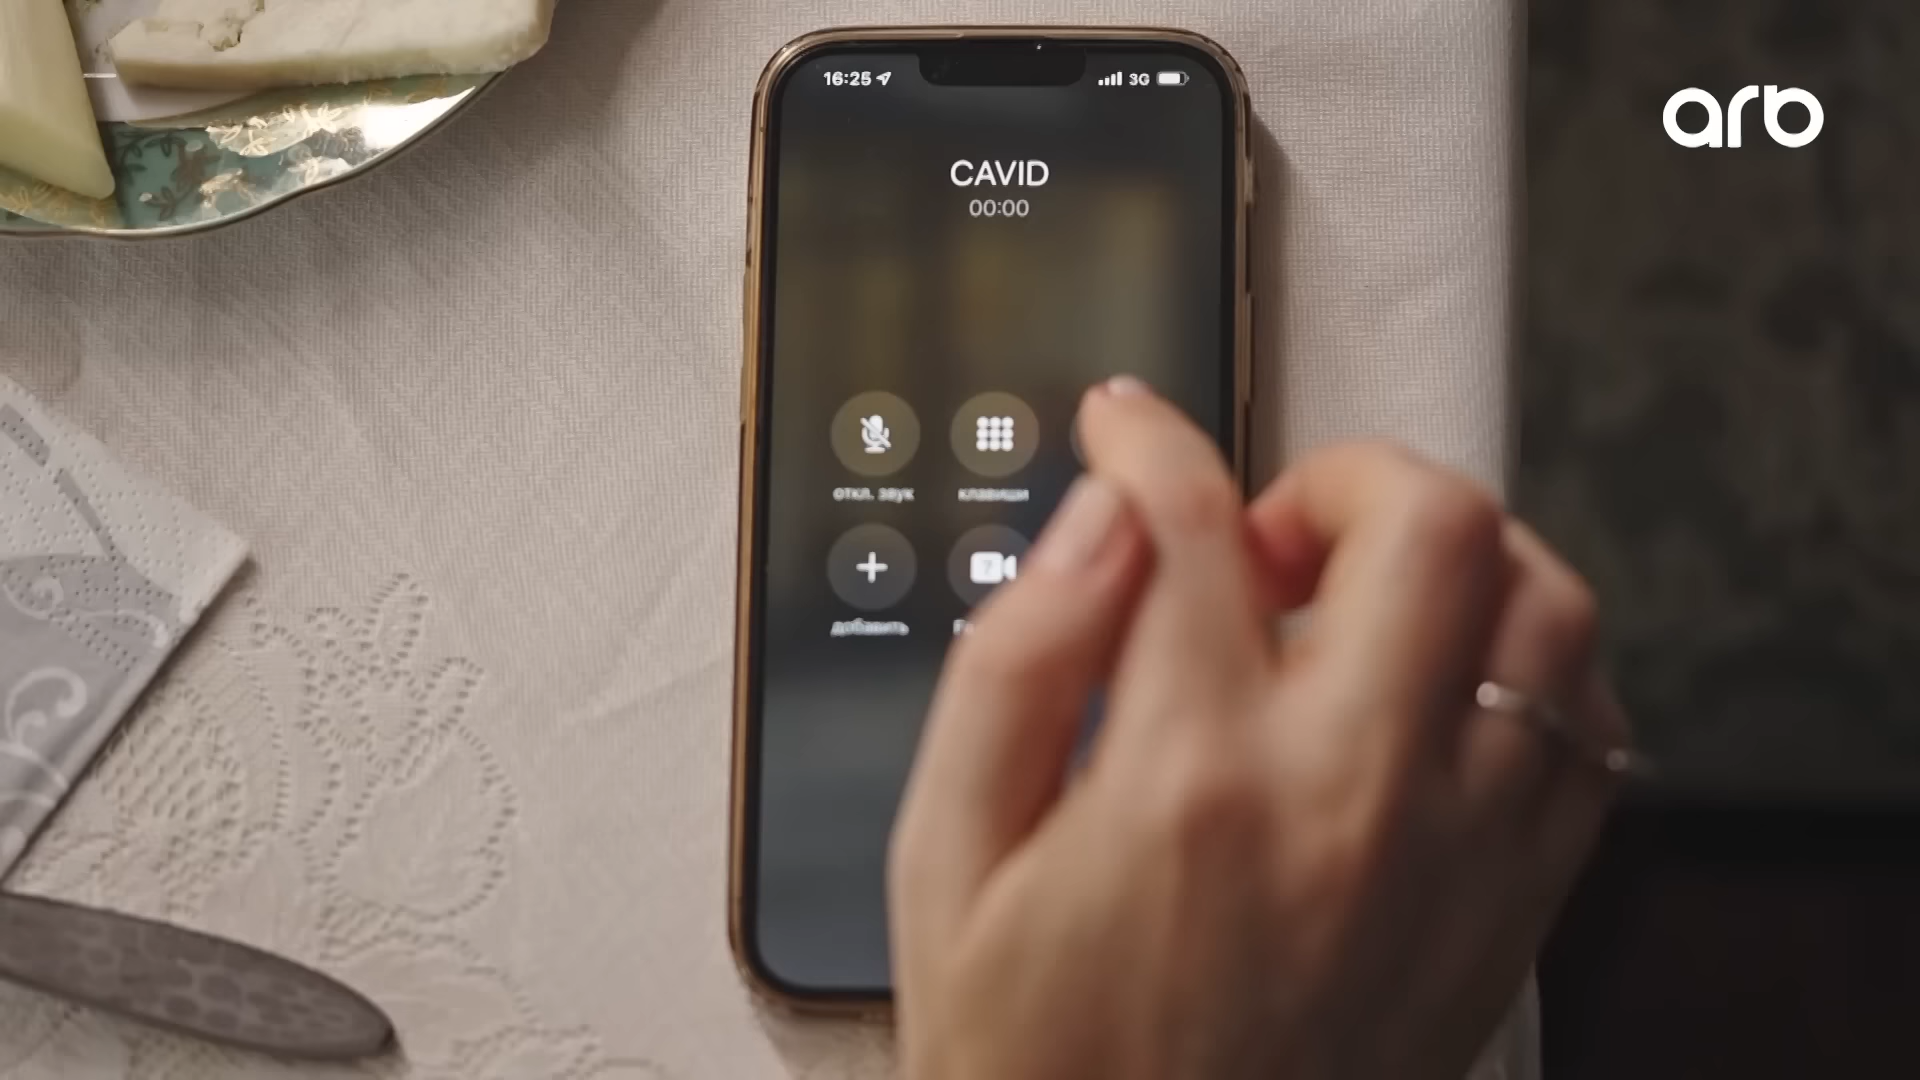 16:25
3G
arb
CAVID
00:00
откл. звук
клавиши
добавить